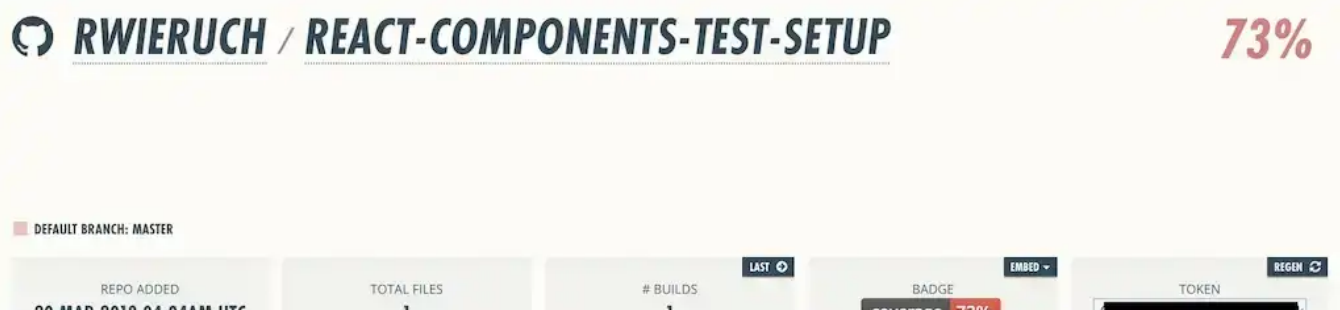 RWIERUCH / REACT-COMPONENTS-TEST-SETUP 73%
DEFAULT BRANCH: MASTER
LAST EMBED REGEN
REPO ADDED TOTAL FILES # BUILDS BADGE TOKEN
73%